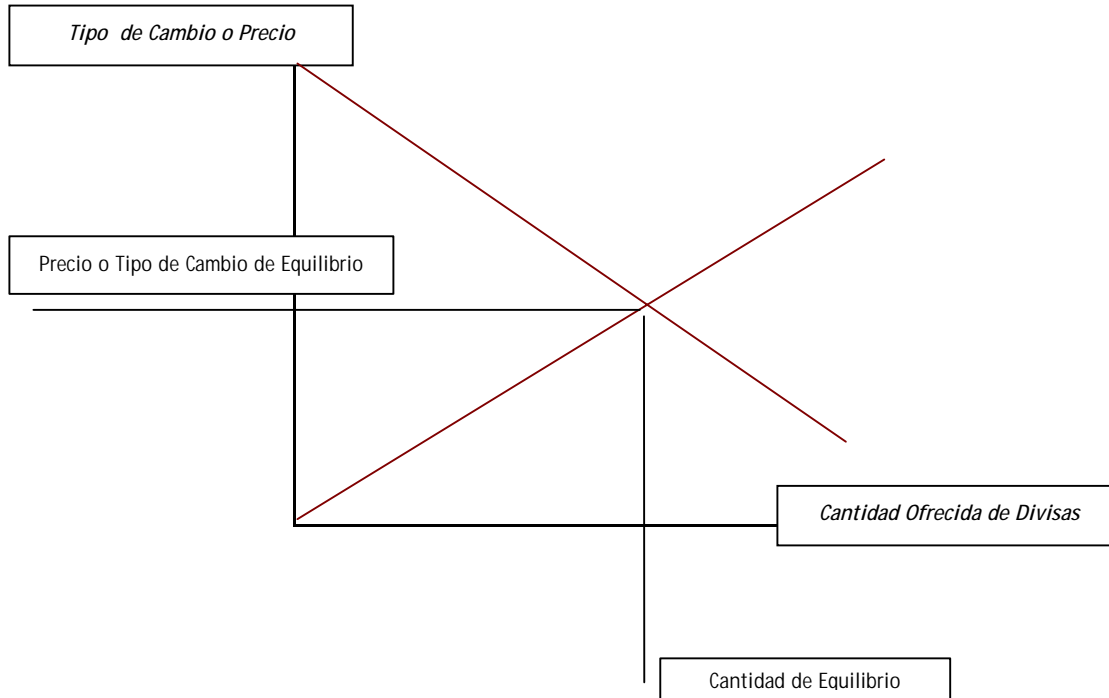 Tipo de Cambio o Precio
Precio o Tipo de Cambio de Equilibrio
Cantidad Ofrecida de Divisas
Cantidad de Equilibrio